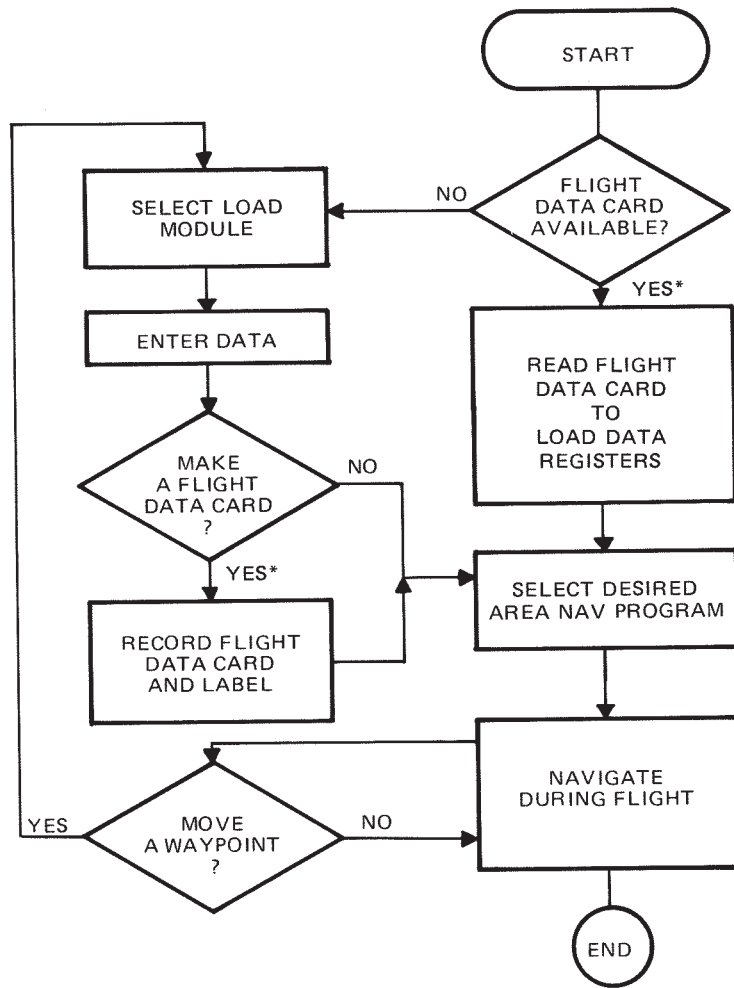 START
FLIGHT
DATA CARD
AVAILABLE?
NO
YES*
SELECT LOAD
MODULE
ENTER DATA
READ FLIGHT
DATA CARD
TO
LOAD DATA
REGISTERS
MAKE
A FLIGHT
DATA CARD
?
NO
YES*
RECORD FLIGHT
DATA CARD
AND LABEL
SELECT DESIRED
AREA NAV PROGRAM
NAVIGATE
DURING FLIGHT
MOVE
A WAYPOINT
?
YES
NO
END